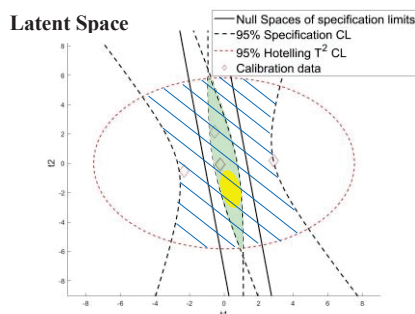 Latent Space
Null Spaces of specification limits
95% Specification CL
95% Hotelling T² CL
Calibration data
8
6
4
2
0
-2
-4
-6
-8
t2
-8 -6 -4 -2 0 2 4 6 8